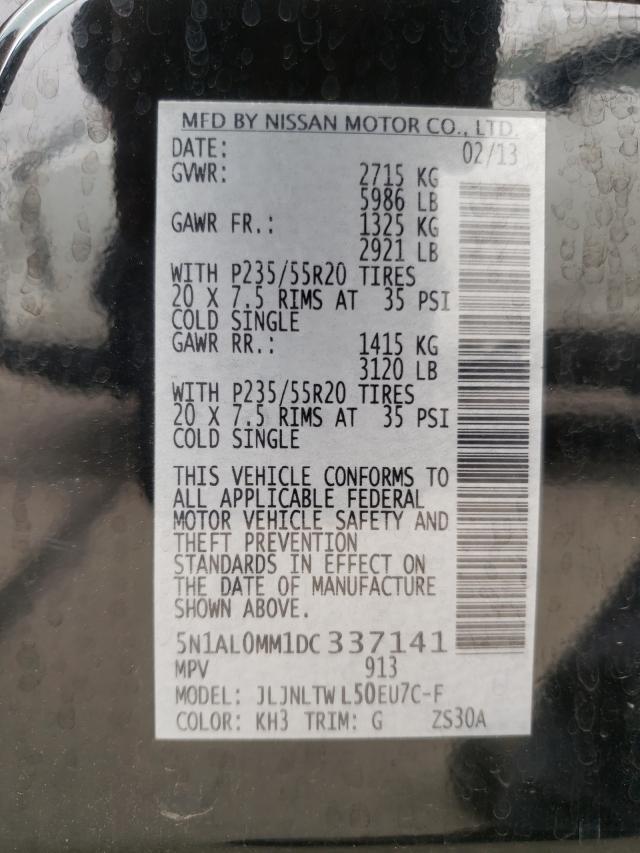 MFD BY NISSAN MOTOR CO., LTD.
DATE: 02/13
GVWR: 2715 KG
5986 LB
GAWR FR.: 1325 KG
2921 LB
WITH P235/55R20 TIRES
20 X 7.5 RIMS AT 35 PSI
COLD SINGLE
GAWR RR.: 1415 KG
3120 LB
WITH P235/55R20 TIRES
20 X 7.5 RIMS AT 35 PSI
COLD SINGLE
THIS VEHICLE CONFORMS TO
ALL APPLICABLE FEDERAL
MOTOR VEHICLE SAFETY AND
THEFT PREVENTION
STANDARDS IN EFFECT ON
THE DATE OF MANUFACTURE
SHOWN ABOVE.
5N1AL0MM1DC 337141
MPV 913
MODEL: JLJNLTW L50EU7C-F
COLOR: KH3 TRIM: G ZS30A